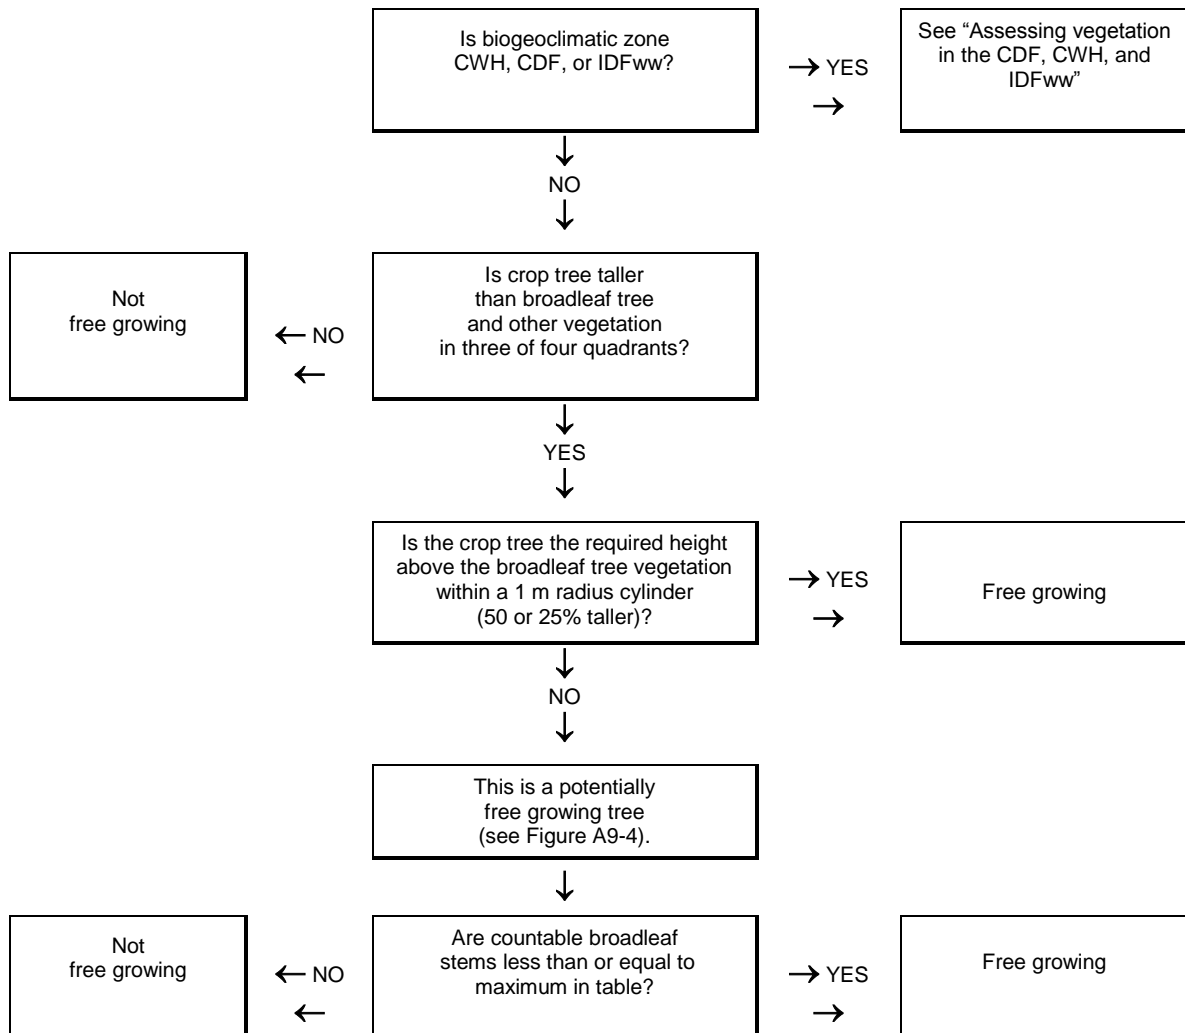 Is biogeoclimatic zone
CWH, CDF, or IDFww?
→ YES
→
See “Assessing vegetation
in the CDF, CWH, and
IDFww”
↓
NO
↓
Not
free growing
← NO
←
Is crop tree taller
than broadleaf tree
and other vegetation
in three of four quadrants?
↓
YES
↓
Is the crop tree the required height
above the broadleaf tree vegetation
within a 1 m radius cylinder
(50 or 25% taller)?
→ YES
→
Free growing
↓
NO
↓
This is a potentially
free growing tree
(see Figure A9-4).
↓
Not
free growing
← NO
←
Are countable broadleaf
stems less than or equal to
maximum in table?
→ YES
→
Free growing